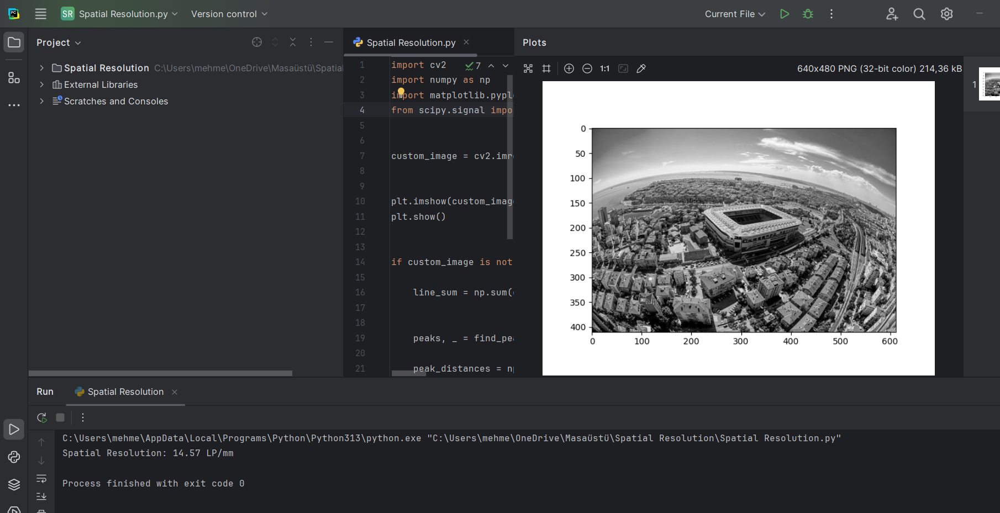 SR Spatial Resolution.py Version control Current File
Project
Spatial Resolution C:\Users\mehme\OneDrive\Masaüstü\Spatial
External Libraries
Scratches and Consoles
Spatial Resolution.py
7
1 import cv2
2 import numpy as np
3 import matplotlib.pyplo
4 from scipy.signal impo
5
6
7 custom_image = cv2.imr
8
9
10 plt.imshow(custom_imag
11 plt.show()
12
13
14 if custom_image is not
15
16 line_sum = np.sum(
17
18
19 peaks, _ = find_pea
20
21 peak_distances = n
Plots
1:1 640x480 PNG (32-bit color) 214,36 kB
1
0
50
100
150
200
250
300
350
400
0 100 200 300 400 500 600
Run Spatial Resolution
C:\Users\mehme\AppData\Local\Programs\Python\Python313\python.exe "C:\Users\mehme\OneDrive\Masaüstü\Spatial Resolution\Spatial Resolution.py"
Spatial Resolution: 14.57 LP/mm
Process finished with exit code 0